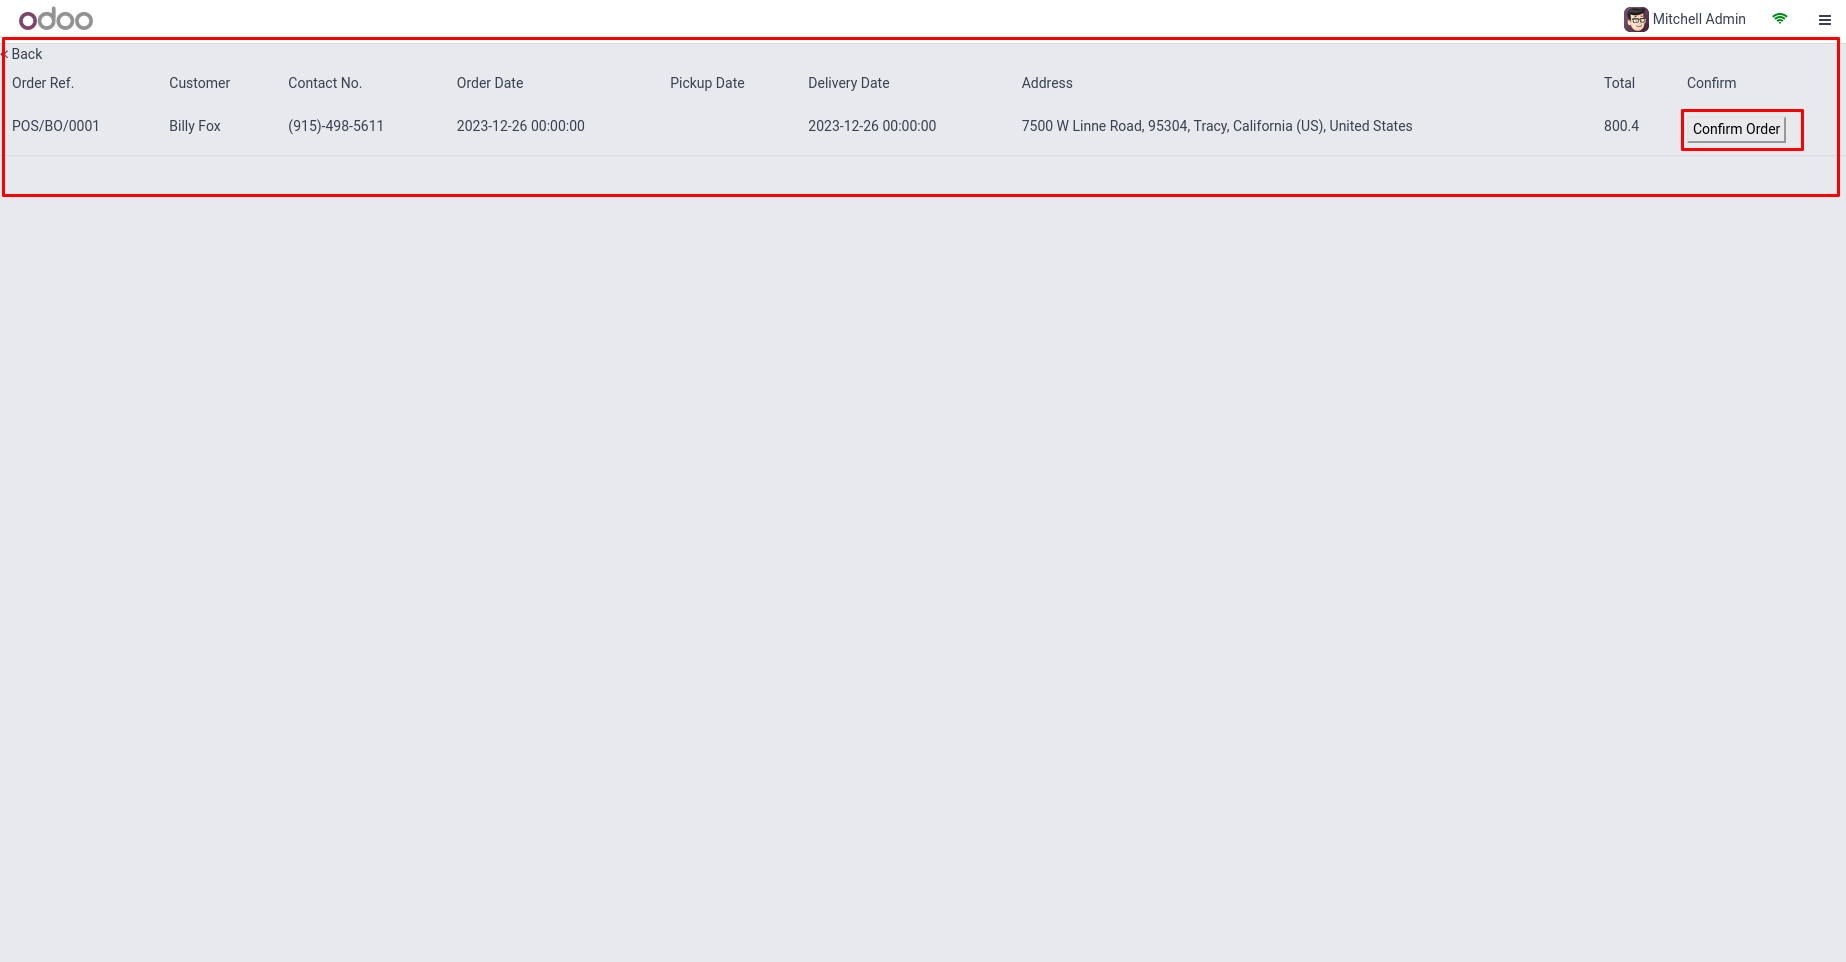 odoo
Mitchell Admin
< Back
Order Ref. Customer Contact No. Order Date Pickup Date Delivery Date Address Total Confirm
POS/BO/0001 Billy Fox (915)-498-5611 2023-12-26 00:00:00 2023-12-26 00:00:00 7500 W Linne Road, 95304, Tracy, California (US), United States 800.4 Confirm Order